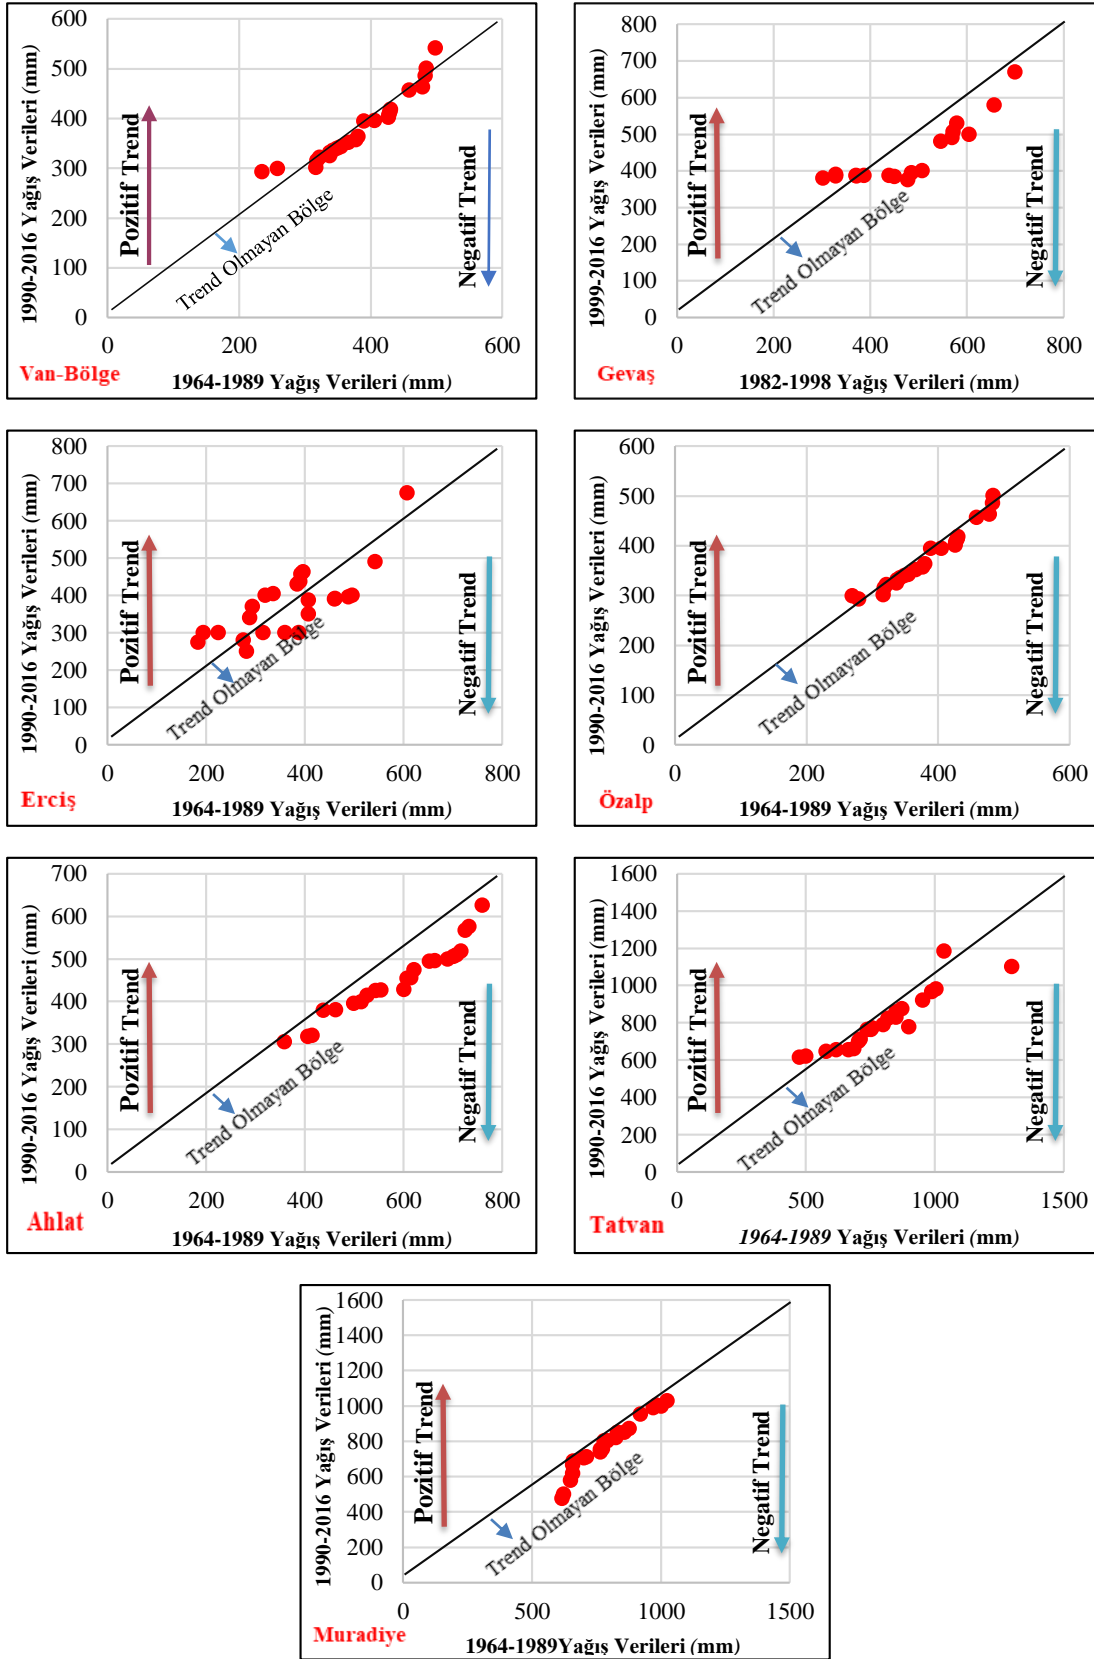 1990-2016 Yağış Verileri (mm)
600
500
400
300
200
100
0
Pozitif Trend
Trend Olmayan Bölge
Negatif Trend
0 200 400 600
Van-Bölge
1964-1989 Yağış Verileri (mm)
1999-2016 Yağış Verileri (mm)
800
700
600
500
400
300
200
100
0
Pozitif Trend
Trend Olmayan Bölge
Negatif Trend
0 200 400 600 800
Gevaş
1982-1998 Yağış Verileri (mm)
1990-2016 Yağış Verileri (mm)
800
700
600
500
400
300
200
100
0
Pozitif Trend
Trend Olmayan Bölge
Negatif Trend
0 200 400 600 800
Erciş
1964-1989 Yağış Verileri (mm)
1990-2016 Yağış Verileri (mm)
600
500
400
300
200
100
0
Pozitif Trend
Trend Olmayan Bölge
Negatif Trend
0 200 400 600
Özalp
1964-1989 Yağış Verileri (mm)
1990-2016 Yağış Verileri (mm)
700
600
500
400
300
200
100
0
Pozitif Trend
Trend Olmayan Bölge
Negatif Trend
0 200 400 600 800
Ahlat
1964-1989 Yağış Verileri (mm)
1990-2016 Yağış Verileri (mm)
1600
1400
1200
1000
800
600
400
200
0
Pozitif Trend
Trend Olmayan Bölge
Negatif Trend
0 500 1000 1500
Tatvan
1964-1989 Yağış Verileri (mm)
1990-2016 Yağış Verileri (mm)
1600
1400
1200
1000
800
600
400
200
0
Pozitif Trend
Trend Olmayan Bölge
Negatif Trend
0 500 1000 1500
Muradiye
1964-1989Yağış Verileri (mm)